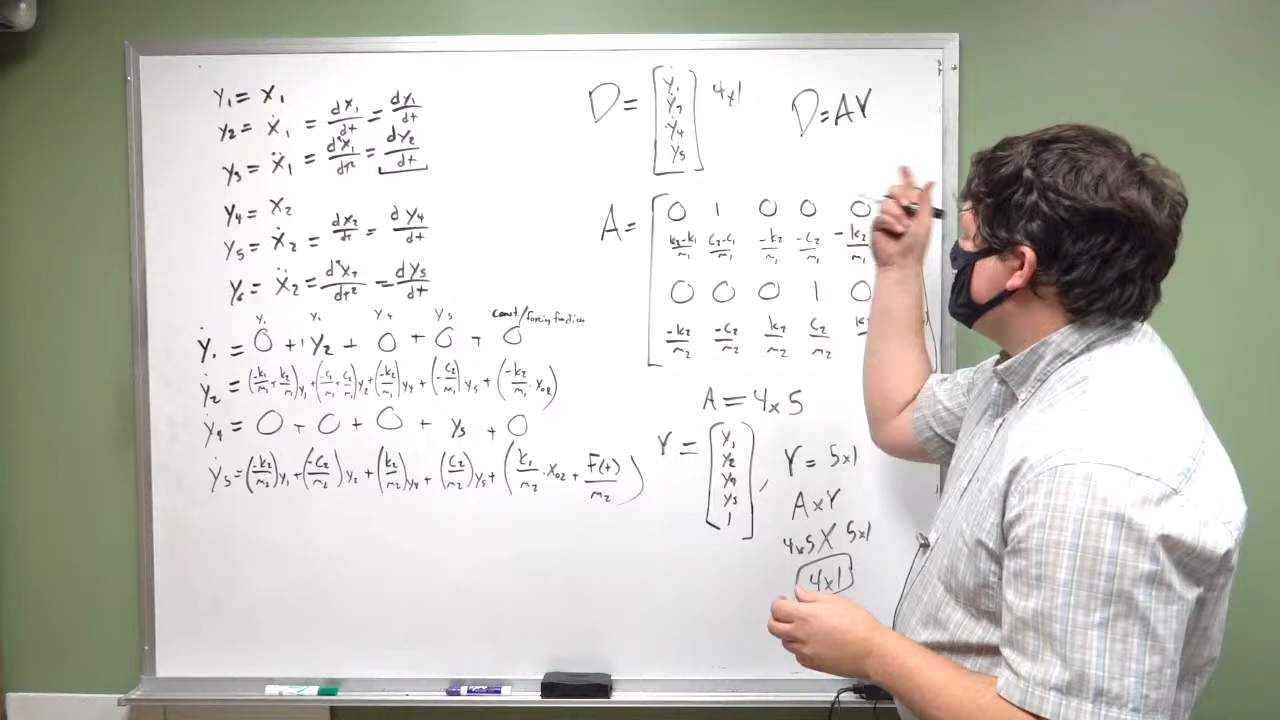 y₁ = x₁
y₂ = ẋ₁ = dx₁/dt = dy₁/dt
y₃ = ẍ₁ = d²x₁/dt² = dy₂/dt
y₄ = x₂
y₅ = ẋ₂ = dx₂/dt = dy₄/dt
y₆ = ẍ₂ = d²x₂/dt² = dy₅/dt
y₁ y₂ y₄ y₅ const/forcing function
ẏ₁ = 0 + 1y₂ + 0 + 0 + 0
ẏ₂ = (-k₁/m₁ + k₂/m₁)y₁ + (-c₁/m₁ + c₂/m₁)y₂ + (-k₂/m₁)y₄ + (-c₂/m₁)y₅ + (-k₂/m₁ · x₀₂)
ẏ₄ = 0 + 0 + 0 + y₅ + 0
ẏ₅ = (-k₂/m₂)y₁ + (-c₂/m₂)y₂ + (k₂/m₂)y₄ + (c₂/m₂)y₅ + (k₂/m₂ · x₀₂ + F(t)/m₂)
D = [ẏ₁ ẏ₂ ẏ₄ ẏ₅] 4x1
D = AY
A = [0 1 0 0 0
k₂-k₁/m₁ c₂-c₁/m₁ -k₂/m₁ -c₂/m₁ -k₂/m₁
0 0 0 1 0
-k₂/m₂ -c₂/m₂ k₂/m₂ c₂/m₂
A = 4x5
Y = [y₁ y₂ y₄ y₅ 1],
Y = 5x1
AxY
4x5 X 5x1
4x1